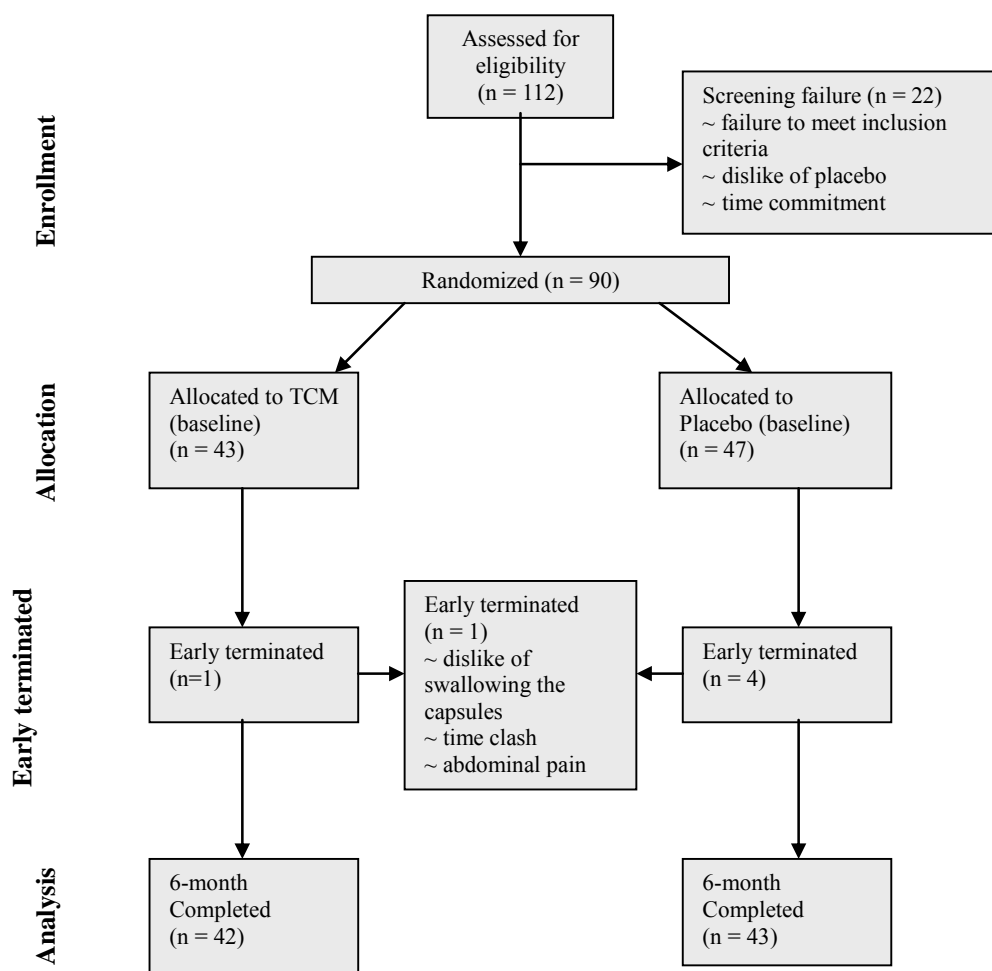 Assessed for
eligibility
(n = 112)
Screening failure (n = 22)
~ failure to meet inclusion
criteria
~ dislike of placebo
~ time commitment
Enrollment
Randomized (n = 90)
Allocated to TCM
(baseline)
(n = 43)
Allocated to
Placebo (baseline)
(n = 47)
Allocation
Early terminated
(n=1)
Early terminated
(n = 1)
~ dislike of
swallowing the
capsules
~ time clash
~ abdominal pain
Early terminated
(n = 4)
Early terminated
6-month
Completed
(n = 42)
6-month
Completed
(n = 43)
Analysis